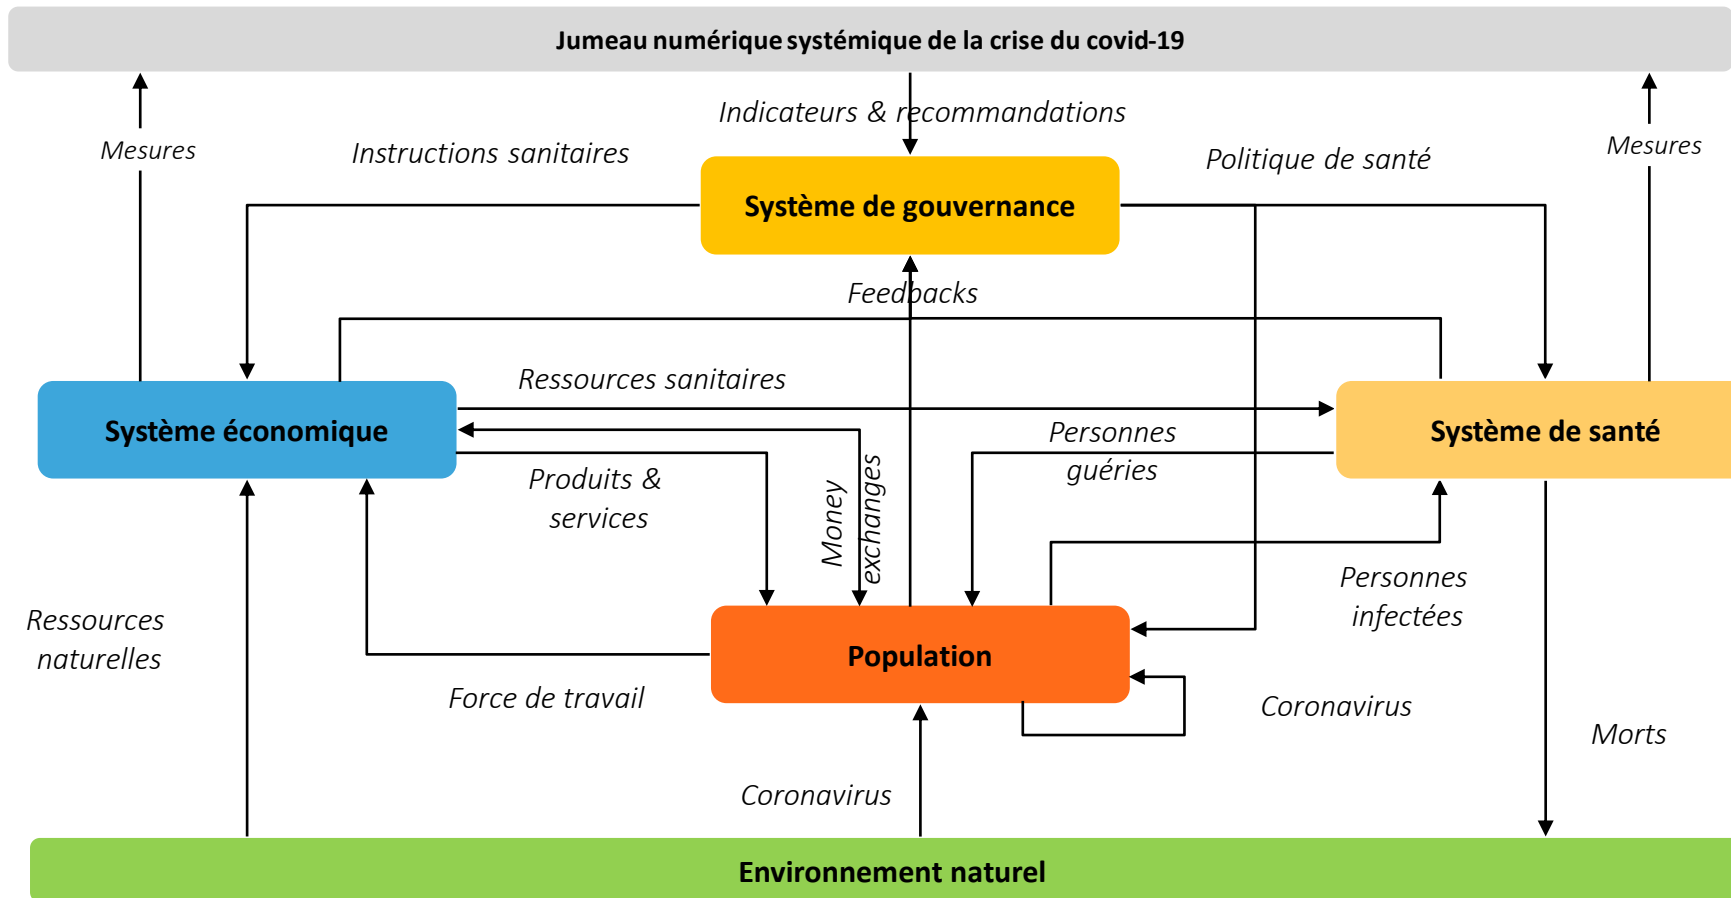 Jumeau numérique systémique de la crise du covid-19
Indicateurs & recommandations
Mesures
Instructions sanitaires
Politique de santé
Mesures
Système de gouvernance
Feedbacks
Ressources sanitaires
Système économique
Personnes
guéries
Système de santé
Produits &
services
Money
exchanges
Personnes
infectées
Ressources
naturelles
Population
Force de travail
Coronavirus
Morts
Coronavirus
Environnement naturel